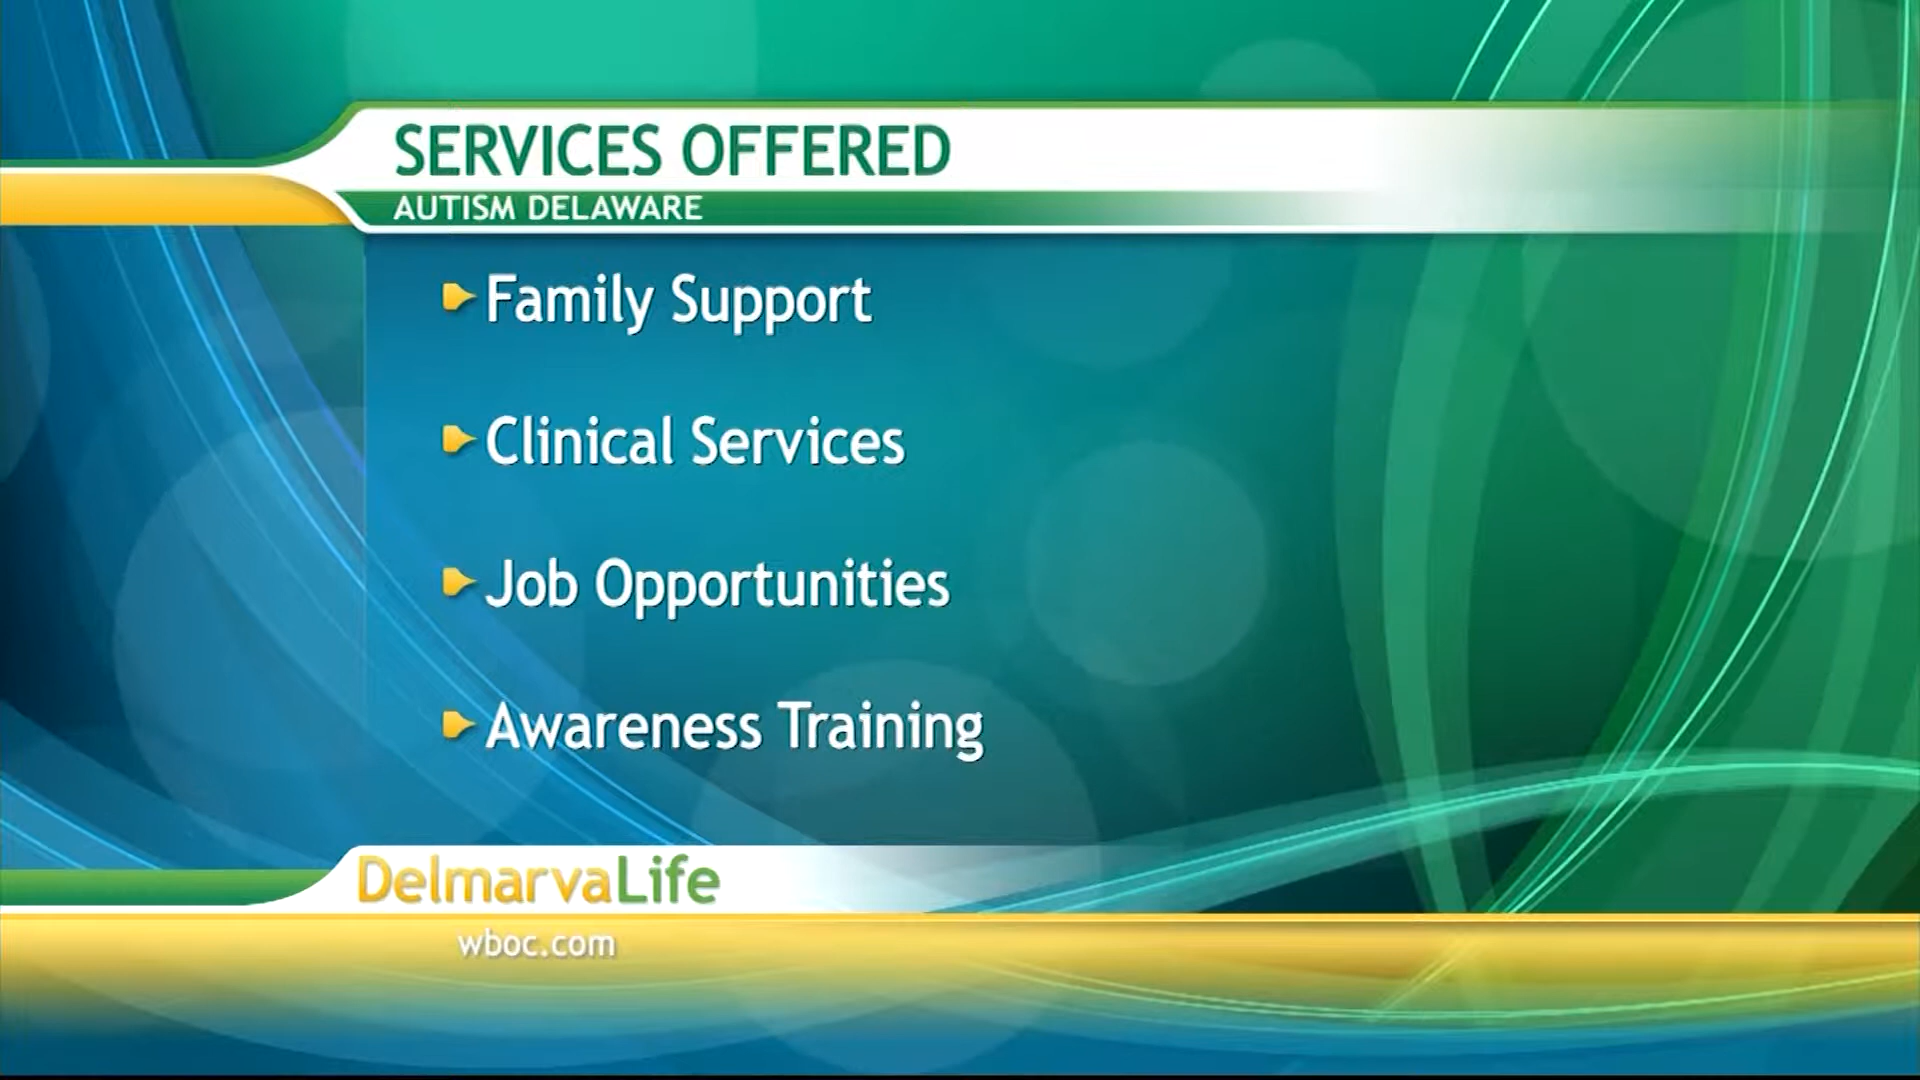 SERVICES OFFERED
AUTISM DELAWARE
Family Support
Clinical Services
Job Opportunities
Awareness Training
DelmarvaLife
wboc.com